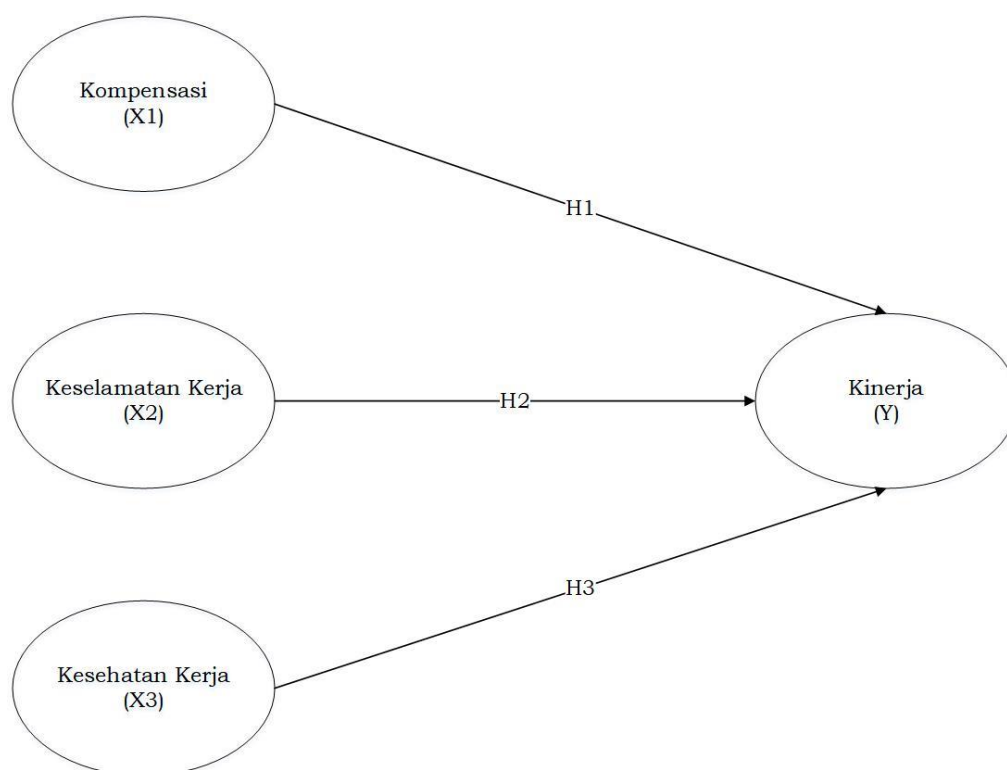 Kompensasi
(X1)
H1
Keselamatan Kerja
(X2)
H2
Kinerja
(Y)
H3
Kesehatan Kerja
(X3)